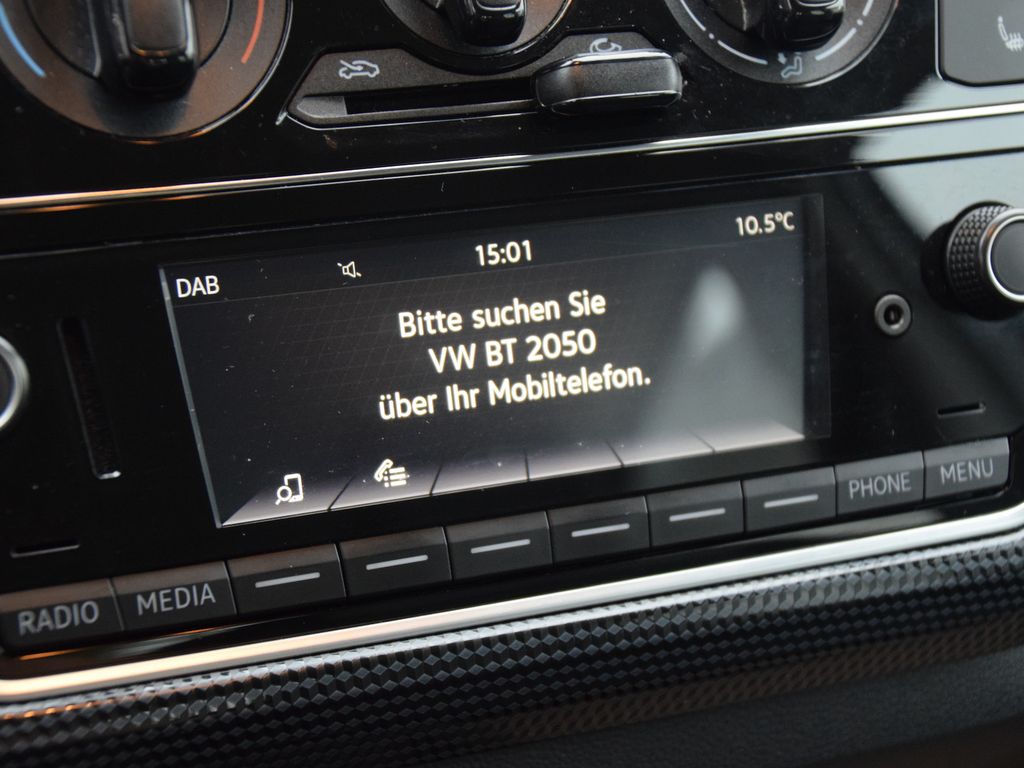 DAB 15:01 10.5°C
Bitte suchen Sie
VW BT 2050
über Ihr Mobiltelefon.
RADIO MEDIA PHONE MENU